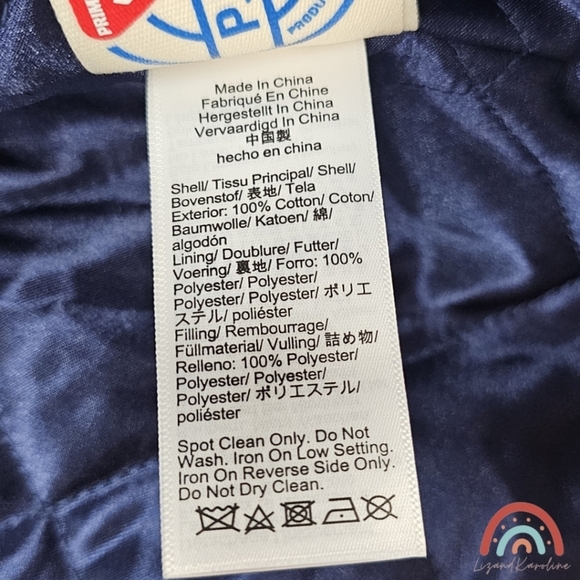 PRIM
P.
PRODU
Made In China
Fabriqué En Chine
Hergestellt In China
Vervaardigd In China
中国製
hecho en china
Shell/ Tissu Principal/ Shell/
Bovenstof/ 表地/ Tela
Exterior: 100% Cotton/ Coton/
Baumwolle/ Katoen/ 綿/
algodón
Lining/ Doublure/ Futter/
Voering/ 裏地/ Forro: 100%
Polyester/ Polyester/
Polyester/ Polyester/ ポリエ
ステル/ poliéster
Filling/ Rembourrage/
Füllmaterial/ Vulling/ 詰め物/
Relleno: 100% Polyester/
Polyester/ Polyester/
Polyester/ ポリエステル/
poliéster
Spot Clean Only. Do Not
Wash. Iron On Low Setting.
Iron On Reverse Side Only.
Do Not Dry Clean.
LizandKaroline